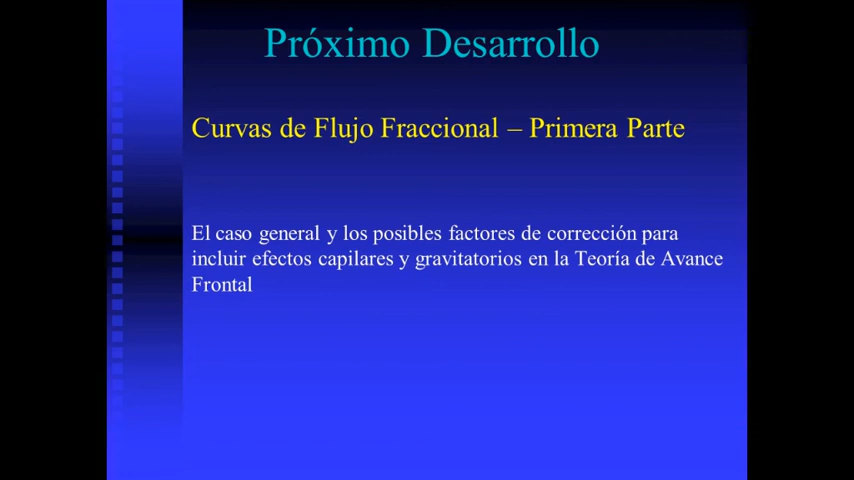 Próximo Desarrollo
Curvas de Flujo Fraccional – Primera Parte
El caso general y los posibles factores de corrección para
incluir efectos capilares y gravitatorios en la Teoría de Avance
Frontal